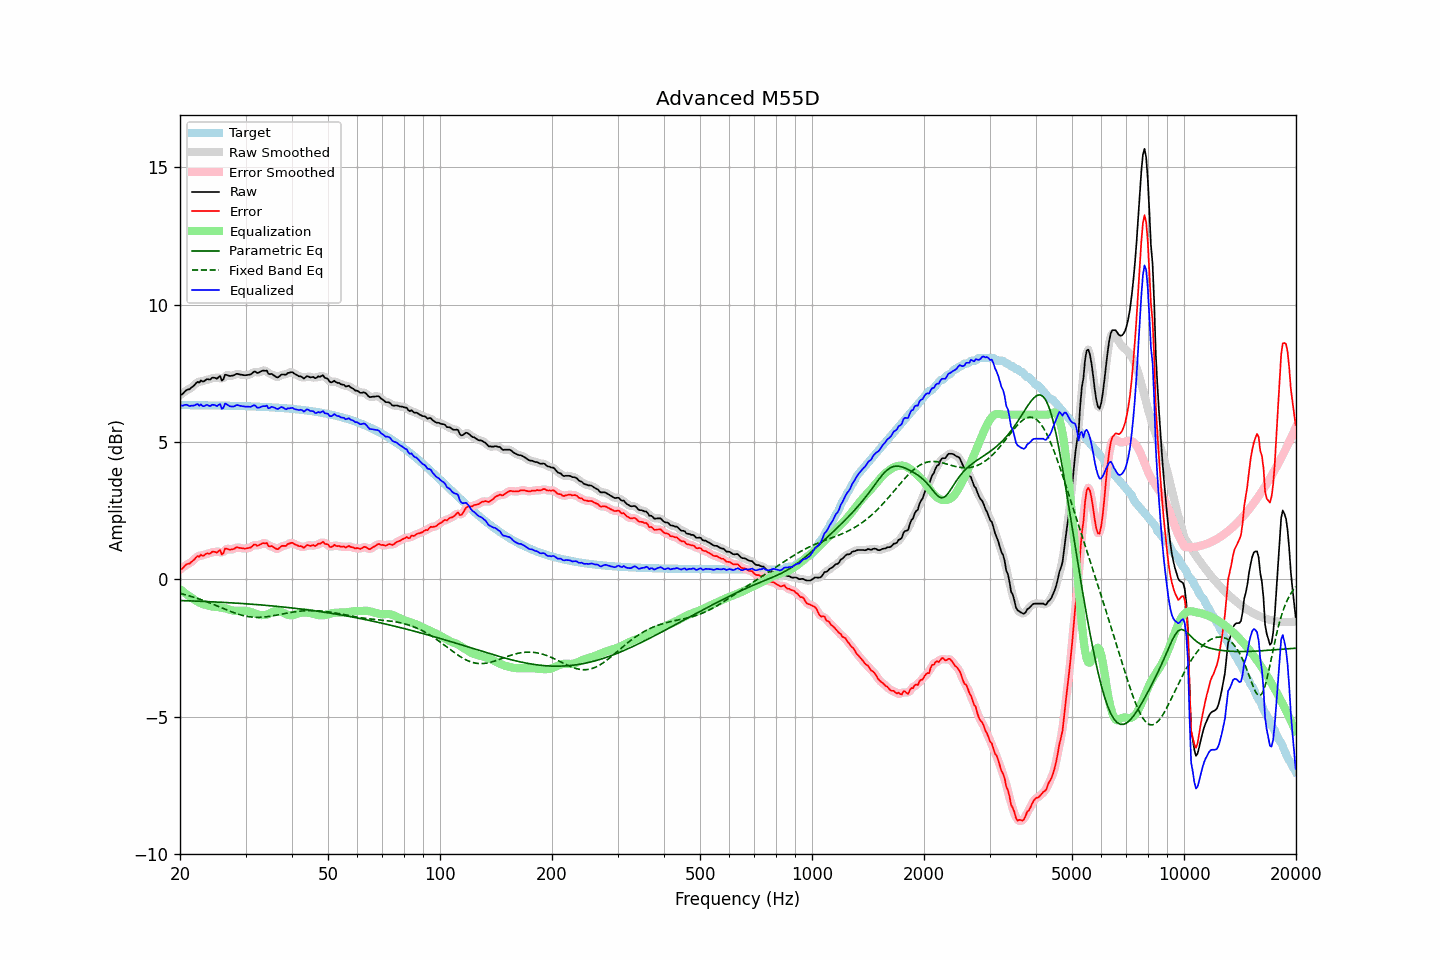 Advanced M55D
Target
Raw Smoothed
Error Smoothed
Raw
Error
Equalization
Parametric Eq
Fixed Band Eq
Equalized
Amplitude (dBr)
15
10
5
0
−5
−10
20 50 100 200 500 1000 2000 5000 10000 20000
Frequency (Hz)